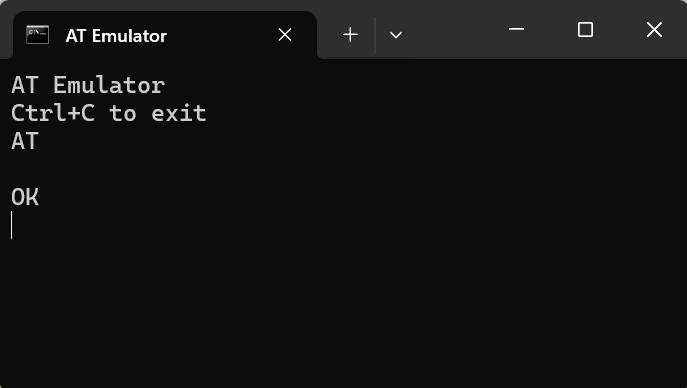 AT Emulator
AT Emulator
Ctrl+C to exit
AT
OK